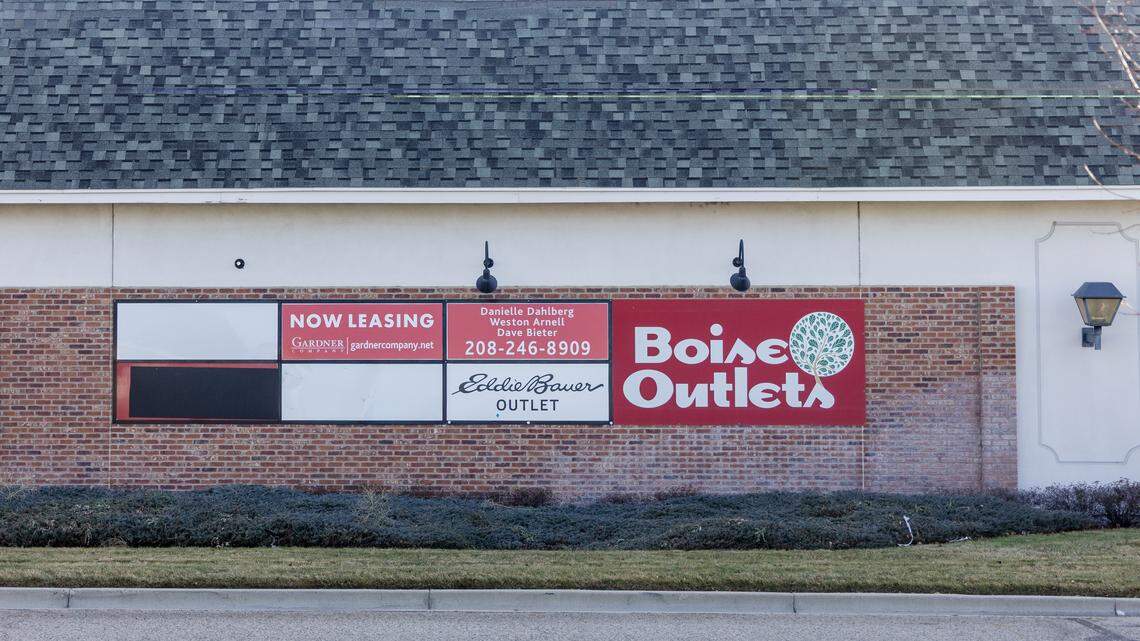 NOW LEASING
GARDNER COMPANY | gardnercompany.net
Danielle Dahlberg
Weston Arnell
Dave Bieter
208-246-8909
Eddie Bauer
OUTLET
Boise
Outlets